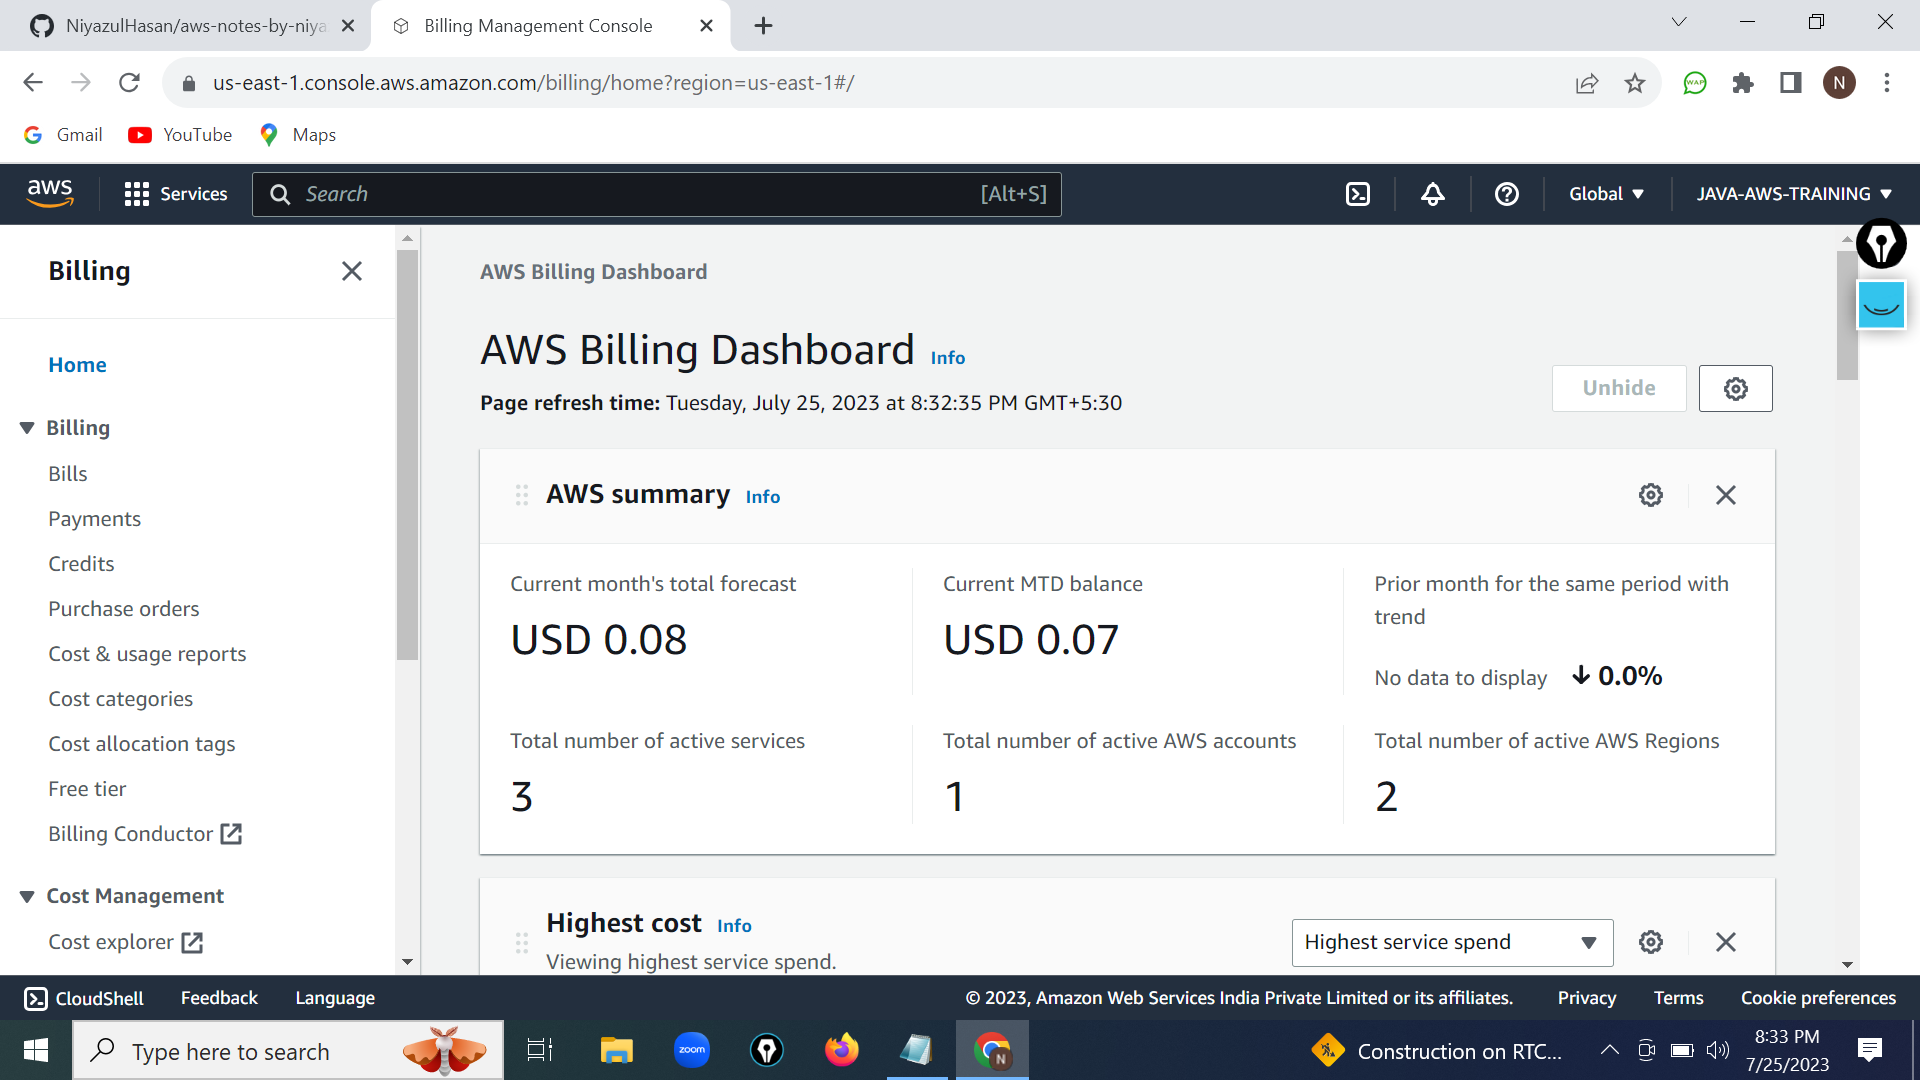 NiyazulHasan/aws-notes-by-niya
Billing Management Console
us-east-1.console.aws.amazon.com/billing/home?region=us-east-1#/
WAP
N
Gmail
YouTube
Maps
aws
Services
Search
[Alt+S]
Global
JAVA-AWS-TRAINING
Billing
Home
Billing
Bills
Payments
Credits
Purchase orders
Cost & usage reports
Cost categories
Cost allocation tags
Free tier
Billing Conductor
Cost Management
Cost explorer
AWS Billing Dashboard
AWS Billing Dashboard Info
Page refresh time: Tuesday, July 25, 2023 at 8:32:35 PM GMT+5:30
Unhide
AWS summary Info
Current month's total forecast
USD 0.08
Current MTD balance
USD 0.07
Prior month for the same period with
trend
No data to display 0.0%
Total number of active services
3
Total number of active AWS accounts
1
Total number of active AWS Regions
2
Highest cost Info
Viewing highest service spend.
Highest service spend
CloudShell
Feedback
Language
© 2023, Amazon Web Services India Private Limited or its affiliates.
Privacy
Terms
Cookie preferences
Type here to search
zoom
N
Construction on RTC...
8:33 PM
7/25/2023